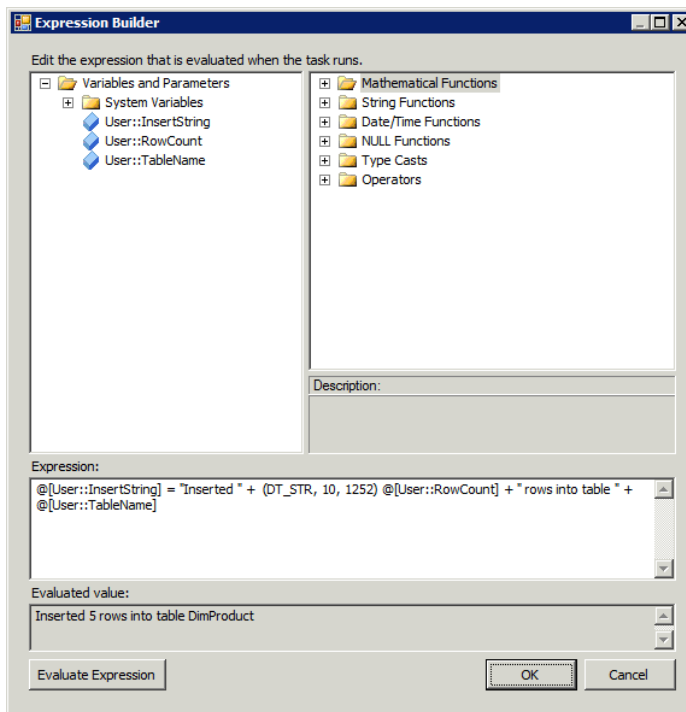 Expression Builder
Edit the expression that is evaluated when the task runs.
Variables and Parameters
System Variables
User::InsertString
User::RowCount
User::TableName
Mathematical Functions
String Functions
Date/Time Functions
NULL Functions
Type Casts
Operators
Description:
Expression:
@[User::InsertString] = "Inserted " + (DT_STR, 10, 1252) @[User::RowCount] + " rows into table " +
@[User::TableName]
Evaluated value:
Inserted 5 rows into table DimProduct
Evaluate Expression
OK
Cancel